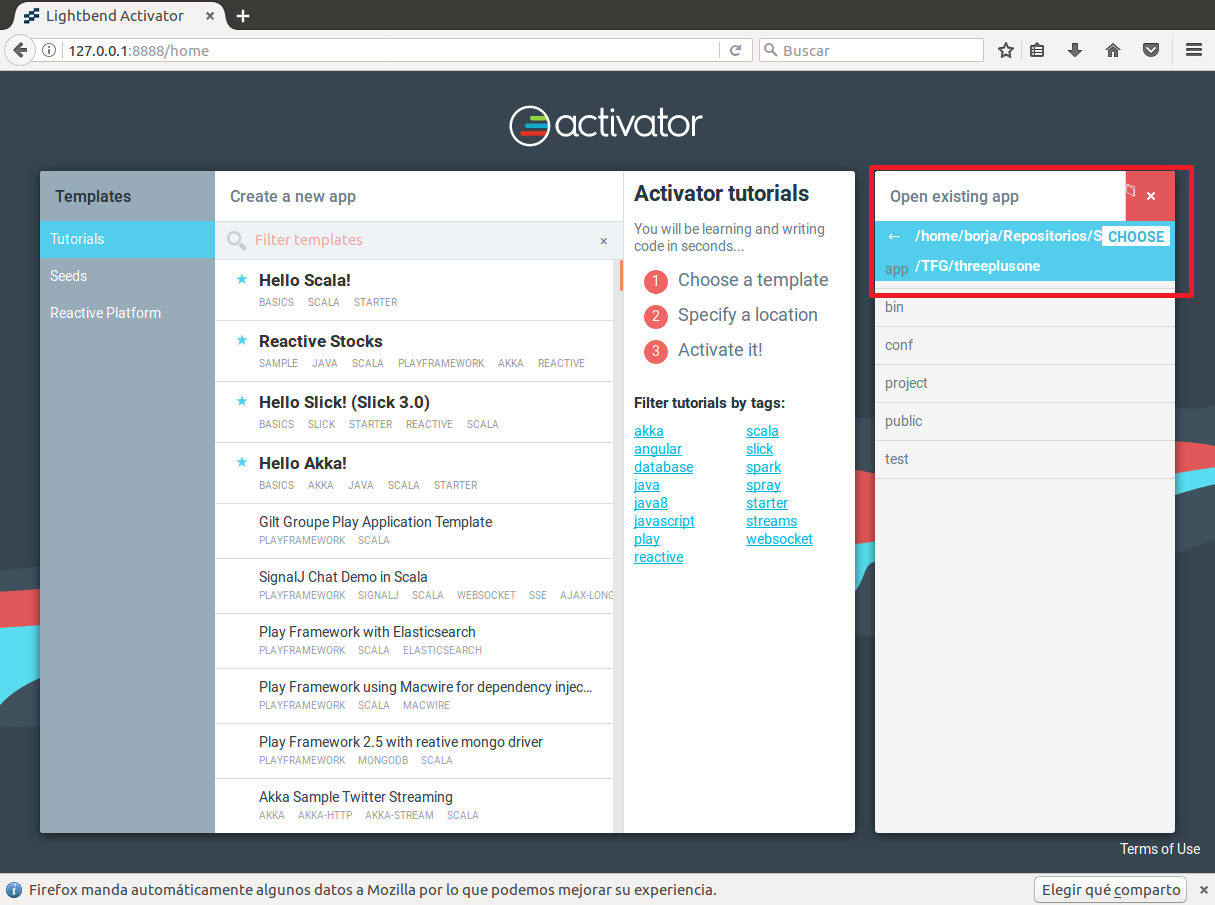 Lightbend Activator
127.0.0.1:8888/home
Buscar
activator
Templates
Tutorials
Seeds
Reactive Platform
Create a new app
Filter templates
Hello Scala!
BASICS SCALA STARTER
Reactive Stocks
SAMPLE JAVA SCALA PLAYFRAMEWORK AKKA REACTIVE
Hello Slick! (Slick 3.0)
BASICS SLICK STARTER REACTIVE SCALA
Hello Akka!
BASICS AKKA JAVA SCALA STARTER
Gilt Groupe Play Application Template
PLAYFRAMEWORK SCALA
SignalJ Chat Demo in Scala
PLAYFRAMEWORK SIGNALJ SCALA WEBSOCKET SSE AJAX-LONG
Play Framework with Elasticsearch
PLAYFRAMEWORK SCALA ELASTICSEARCH
Play Framework using Macwire for dependency injec...
PLAYFRAMEWORK SCALA MACWIRE
Play Framework 2.5 with reative mongo driver
PLAYFRAMEWORK MONGODB SCALA
Akka Sample Twitter Streaming
AKKA AKKA-HTTP AKKA-STREAM SCALA
Activator tutorials
You will be learning and writing
code in seconds...
1 Choose a template
2 Specify a location
3 Activate it!
Filter tutorials by tags:
akka
angular
database
java
java8
javascript
play
reactive
scala
slick
spark
spray
starter
streams
websocket
Open existing app
← /home/borja/Repositorios/S CHOOSE
/TFG/threeplusone
app
bin
conf
project
public
test
Terms of Use
Firefox manda automáticamente algunos datos a Mozilla por lo que podemos mejorar su experiencia.
Elegir qué comparto